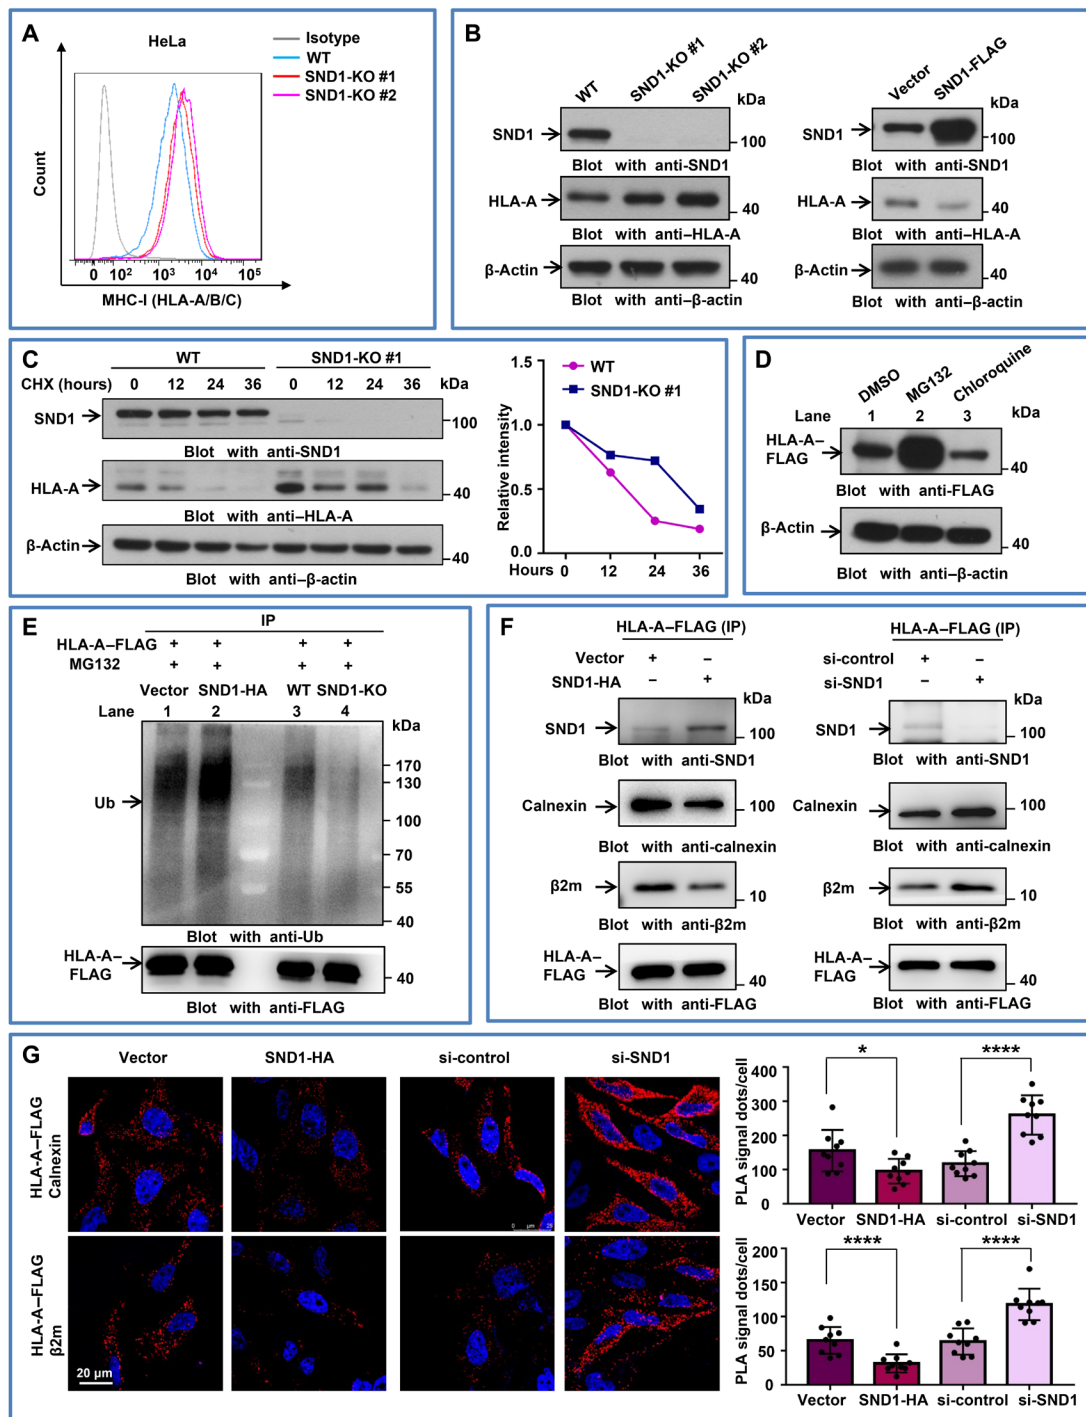 A
HeLa
Isotype
WT
SND1-KO #1
SND1-KO #2
Count
0 10² 10³ 10⁴ 10⁵
MHC-I (HLA-A/B/C)
B
WT SND1-KO #1 SND1-KO #2
kDa
SND1
100
Blot with anti-SND1
HLA-A
40
Blot with anti–HLA-A
β-Actin
40
Blot with anti–β-actin
Vector SND1-FLAG
kDa
SND1
100
Blot with anti-SND1
HLA-A
40
Blot with anti–HLA-A
β-Actin
40
Blot with anti–β-actin
C
WT SND1-KO #1
CHX (hours) 0 12 24 36 0 12 24 36 kDa
SND1
100
Blot with anti-SND1
HLA-A
40
Blot with anti–HLA-A
β-Actin
40
Blot with anti–β-actin
WT
SND1-KO #1
Relative intensity
1.5
1.0
0.5
0.0
Hours 0 12 24 36
D
DMSO MG132 Chloroquine
Lane 1 2 3 kDa
HLA-A–
FLAG
40
Blot with anti-FLAG
β-Actin
40
Blot with anti–β-actin
E
IP
HLA-A–FLAG + + + +
MG132 + + + +
Vector SND1-HA WT SND1-KO
Lane 1 2 3 4 kDa
170
130
Ub
100
70
55
40
Blot with anti-Ub
HLA-A–
FLAG
40
Blot with anti-FLAG
F
HLA-A–FLAG (IP)
Vector + –
SND1-HA – +
kDa
SND1
100
Blot with anti-SND1
Calnexin
100
Blot with anti-calnexin
β2m
10
Blot with anti-β2m
HLA-A–
FLAG
40
Blot with anti-FLAG
HLA-A–FLAG (IP)
si-control + –
si-SND1 – +
kDa
SND1
100
Blot with anti-SND1
Calnexin
100
Blot with anti-calnexin
β2m
10
Blot with anti-β2m
HLA-A–
FLAG
40
Blot with anti-FLAG
G
Vector SND1-HA si-control si-SND1
HLA-A–FLAG
Calnexin
HLA-A–FLAG
β2m
20 μm
PLA signal dots/cell
400
300
200
100
0
* ****
Vector SND1-HA si-control si-SND1
PLA signal dots/cell
200
150
100
50
0
**** ****
Vector SND1-HA si-control si-SND1